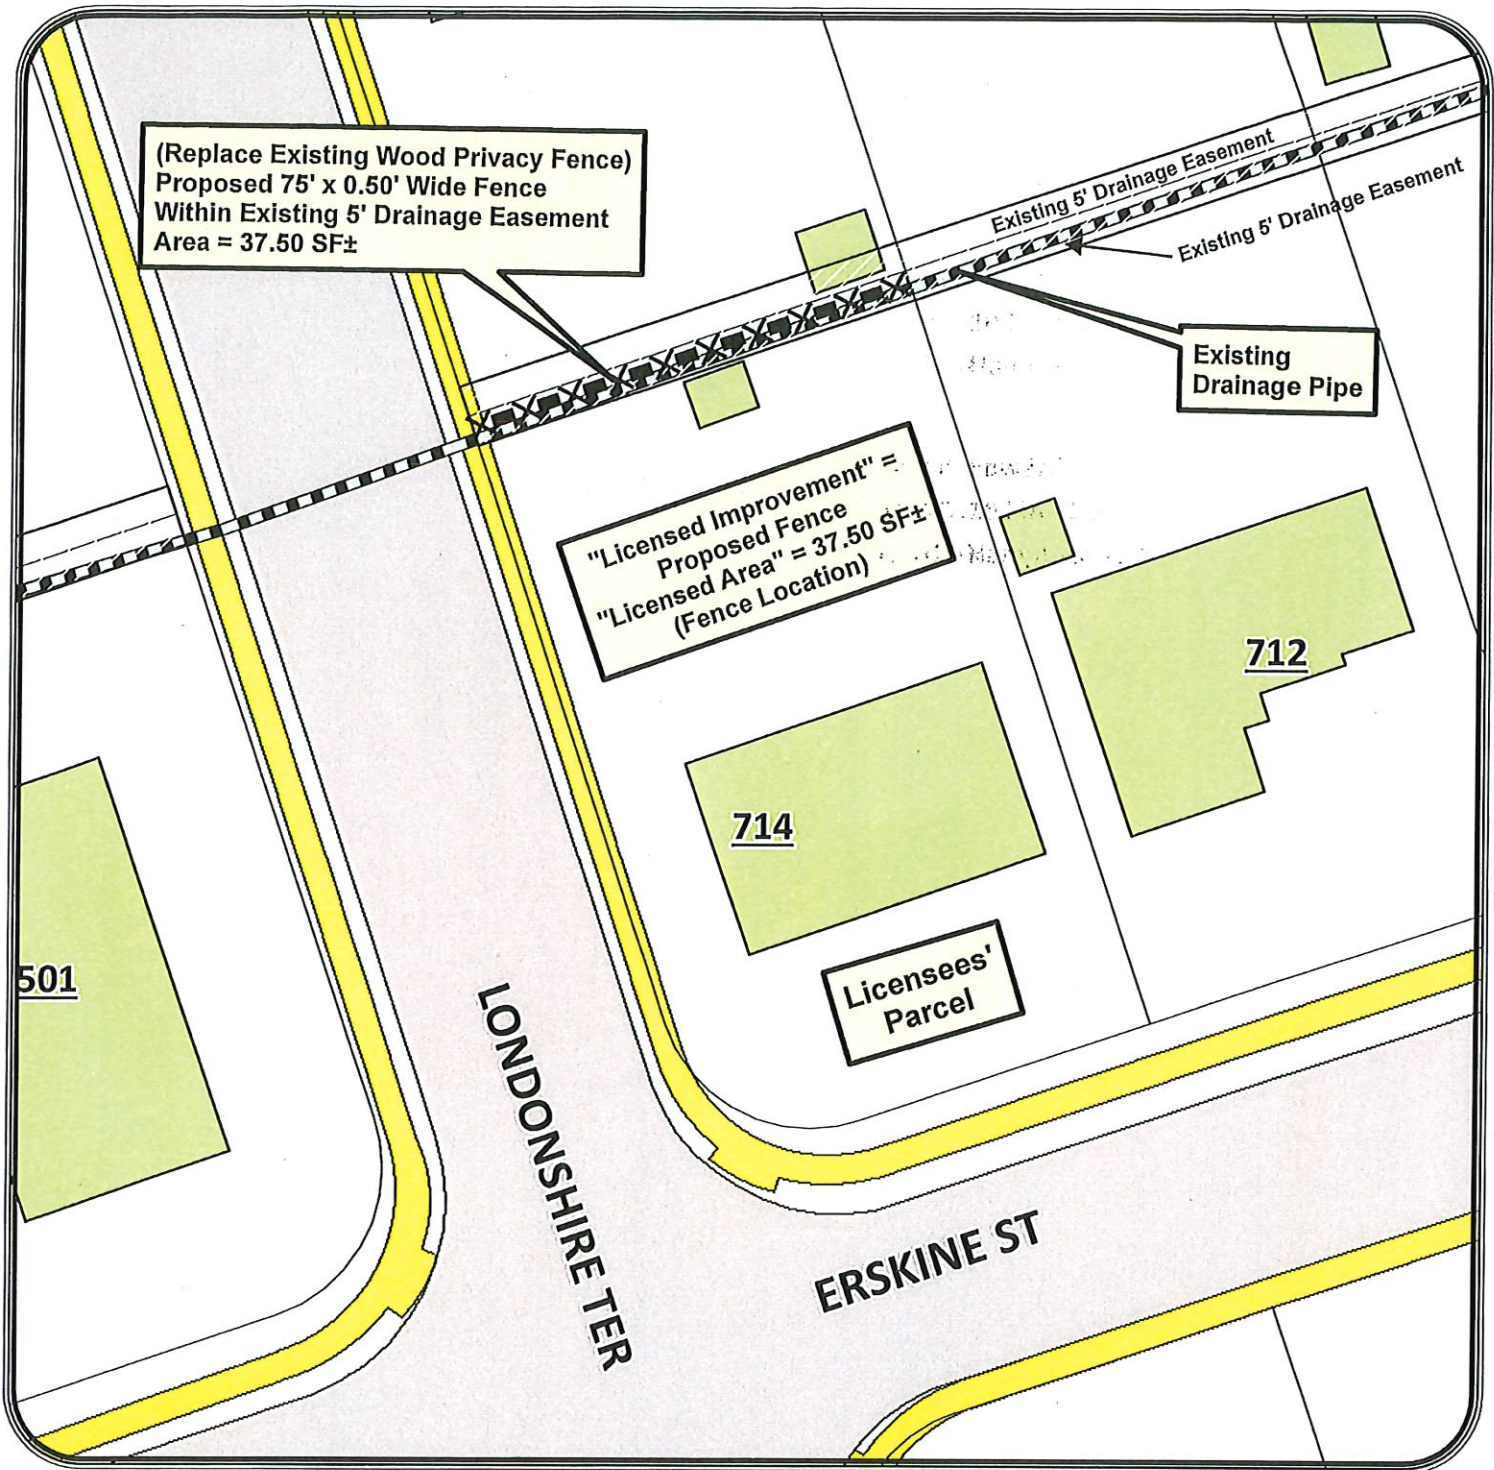 (Replace Existing Wood Privacy Fence)
Proposed 75' x 0.50' Wide Fence
Within Existing 5' Drainage Easement
Area = 37.50 SF±
Existing 5' Drainage Easement
Existing 5' Drainage Easement
Existing
Drainage Pipe
"Licensed Improvement" =
Proposed Fence
"Licensed Area" = 37.50 SF±
(Fence Location)
712
714
501
Licensees'
Parcel
LONDONSHIRE TER
ERSKINE ST